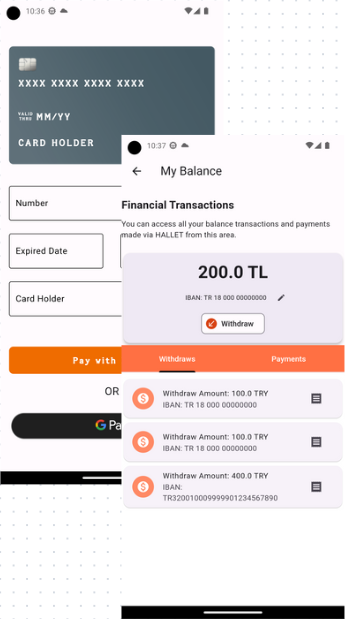 10:36
XXXX XXXX XXXX XXXX
VALID
THRU MM/YY
CARD HOLDER
Number
Expired Date
Card Holder
Pay with
OR
G Pa
10:37
My Balance
Financial Transactions
You can access all your balance transactions and payments
made via HALLET from this area.
200.0 TL
IBAN: TR 18 000 00000000
Withdraw
Withdraws
Payments
Withdraw Amount: 100.0 TRY
IBAN: TR 18 000 00000000
Withdraw Amount: 100.0 TRY
IBAN: TR 18 000 00000000
Withdraw Amount: 400.0 TRY
IBAN:
TR320010009999901234567890